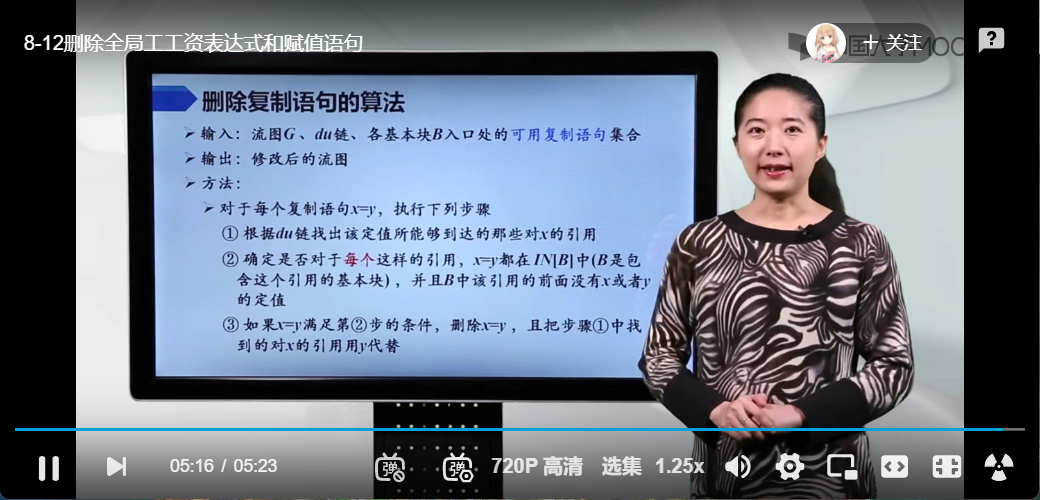 8-12删除全局工工资表达式和赋值语句
+ 关注
国大学MOOC
删除复制语句的算法
➢ 输入：流图G、du链、各基本块B入口处的可用复制语句集合
➢ 输出：修改后的流图
➢ 方法：
➢ 对于每个复制语句x=y，执行下列步骤
① 根据du链找出该定值所能够到达的那些对x的引用
② 确定是否对于每个这样的引用，x=y都在IN[B]中(B是包
含这个引用的基本块)，并且B中该引用的前面没有x或者y
的定值
③ 如果x=y满足第②步的条件，删除x=y，且把步骤①中找
到的对x的引用用y代替
05:16 / 05:23
弹
弹
720P 高清
选集
1.25x